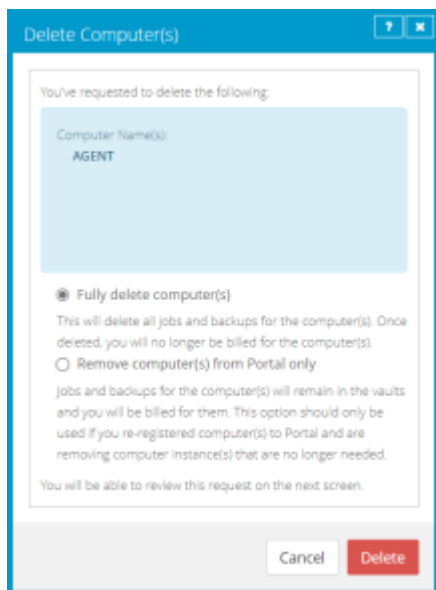 Delete Computer(s)
?
You've requested to delete the following:
Computer Name(s):
AGENT
Fully delete computer(s)
This will delete all jobs and backups for the computer(s). Once
deleted, you will no longer be billed for the computer(s).
Remove computer(s) from Portal only
Jobs and backups for the computer(s) will remain in the vaults
and you will be billed for them. This option should only be
used if you re-registered computer(s) to Portal and are
removing computer instance(s) that are no longer needed.
You will be able to review this request on the next screen.
Cancel
Delete